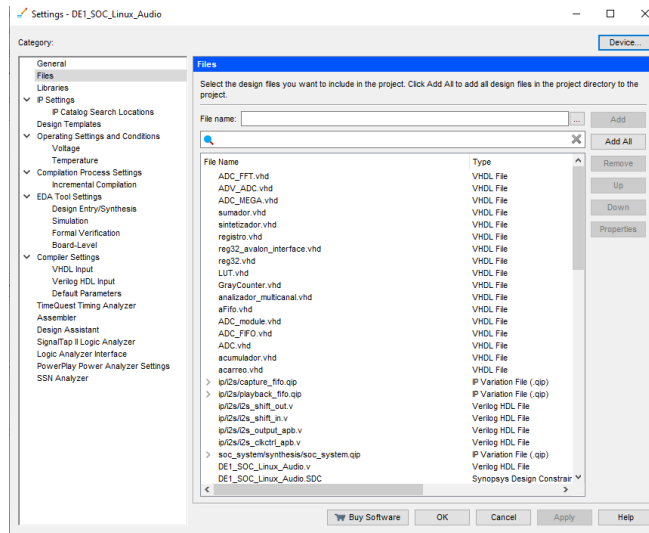 Settings - DE1_SOC_Linux_Audio
Category:
Device...
General
Files
Libraries
IP Settings
IP Catalog Search Locations
Design Templates
Operating Settings and Conditions
Voltage
Temperature
Compilation Process Settings
Incremental Compilation
EDA Tool Settings
Design Entry/Synthesis
Simulation
Formal Verification
Board-Level
Compiler Settings
VHDL Input
Verilog HDL Input
Default Parameters
TimeQuest Timing Analyzer
Assembler
Design Assistant
SignalTap II Logic Analyzer
Logic Analyzer Interface
PowerPlay Power Analyzer Settings
SSN Analyzer
Files
Select the design files you want to include in the project. Click Add All to add all design files in the project directory to the
project.
File name: ... Add
Add All
Remove
Up
Down
Properties
File Name Type
ADC_FFT.vhd VHDL File
ADV_ADC.vhd VHDL File
ADC_MEGA.vhd VHDL File
sumador.vhd VHDL File
sintetizador.vhd VHDL File
registro.vhd VHDL File
reg32_avalon_interface.vhd VHDL File
reg32.vhd VHDL File
LUT.vhd VHDL File
GrayCounter.vhd VHDL File
analizador_multicanal.vhd VHDL File
aFifo.vhd VHDL File
ADC_module.vhd VHDL File
ADC_FIFO.vhd VHDL File
ADC.vhd VHDL File
acumulador.vhd VHDL File
acarreo.vhd VHDL File
ip/i2s/capture_fifo.qip IP Variation File (.qip)
ip/i2s/playback_fifo.qip IP Variation File (.qip)
ip/i2s/i2s_shift_out.v Verilog HDL File
ip/i2s/i2s_shift_in.v Verilog HDL File
ip/i2s/i2s_output_apb.v Verilog HDL File
ip/i2s/i2s_clkctrl_apb.v Verilog HDL File
soc_system/synthesis/soc_system.qip IP Variation File (.qip)
DE1_SOC_Linux_Audio.v Verilog HDL File
DE1_SOC_Linux_Audio.SDC Synopsys Design Constrair
Buy Software OK Cancel Apply Help